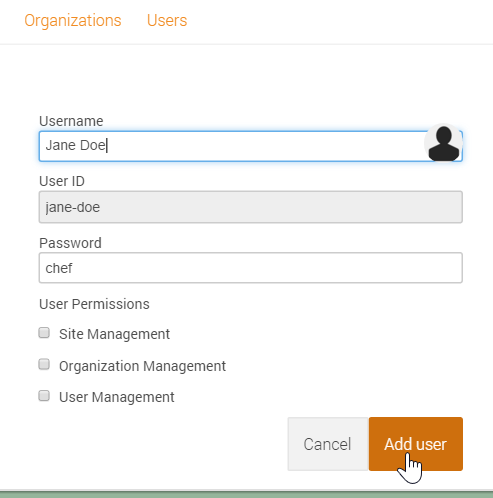 Organizations Users
Username
Jane Doe
User ID
jane-doe
Password
chef
User Permissions
Site Management
Organization Management
User Management
Cancel Add user